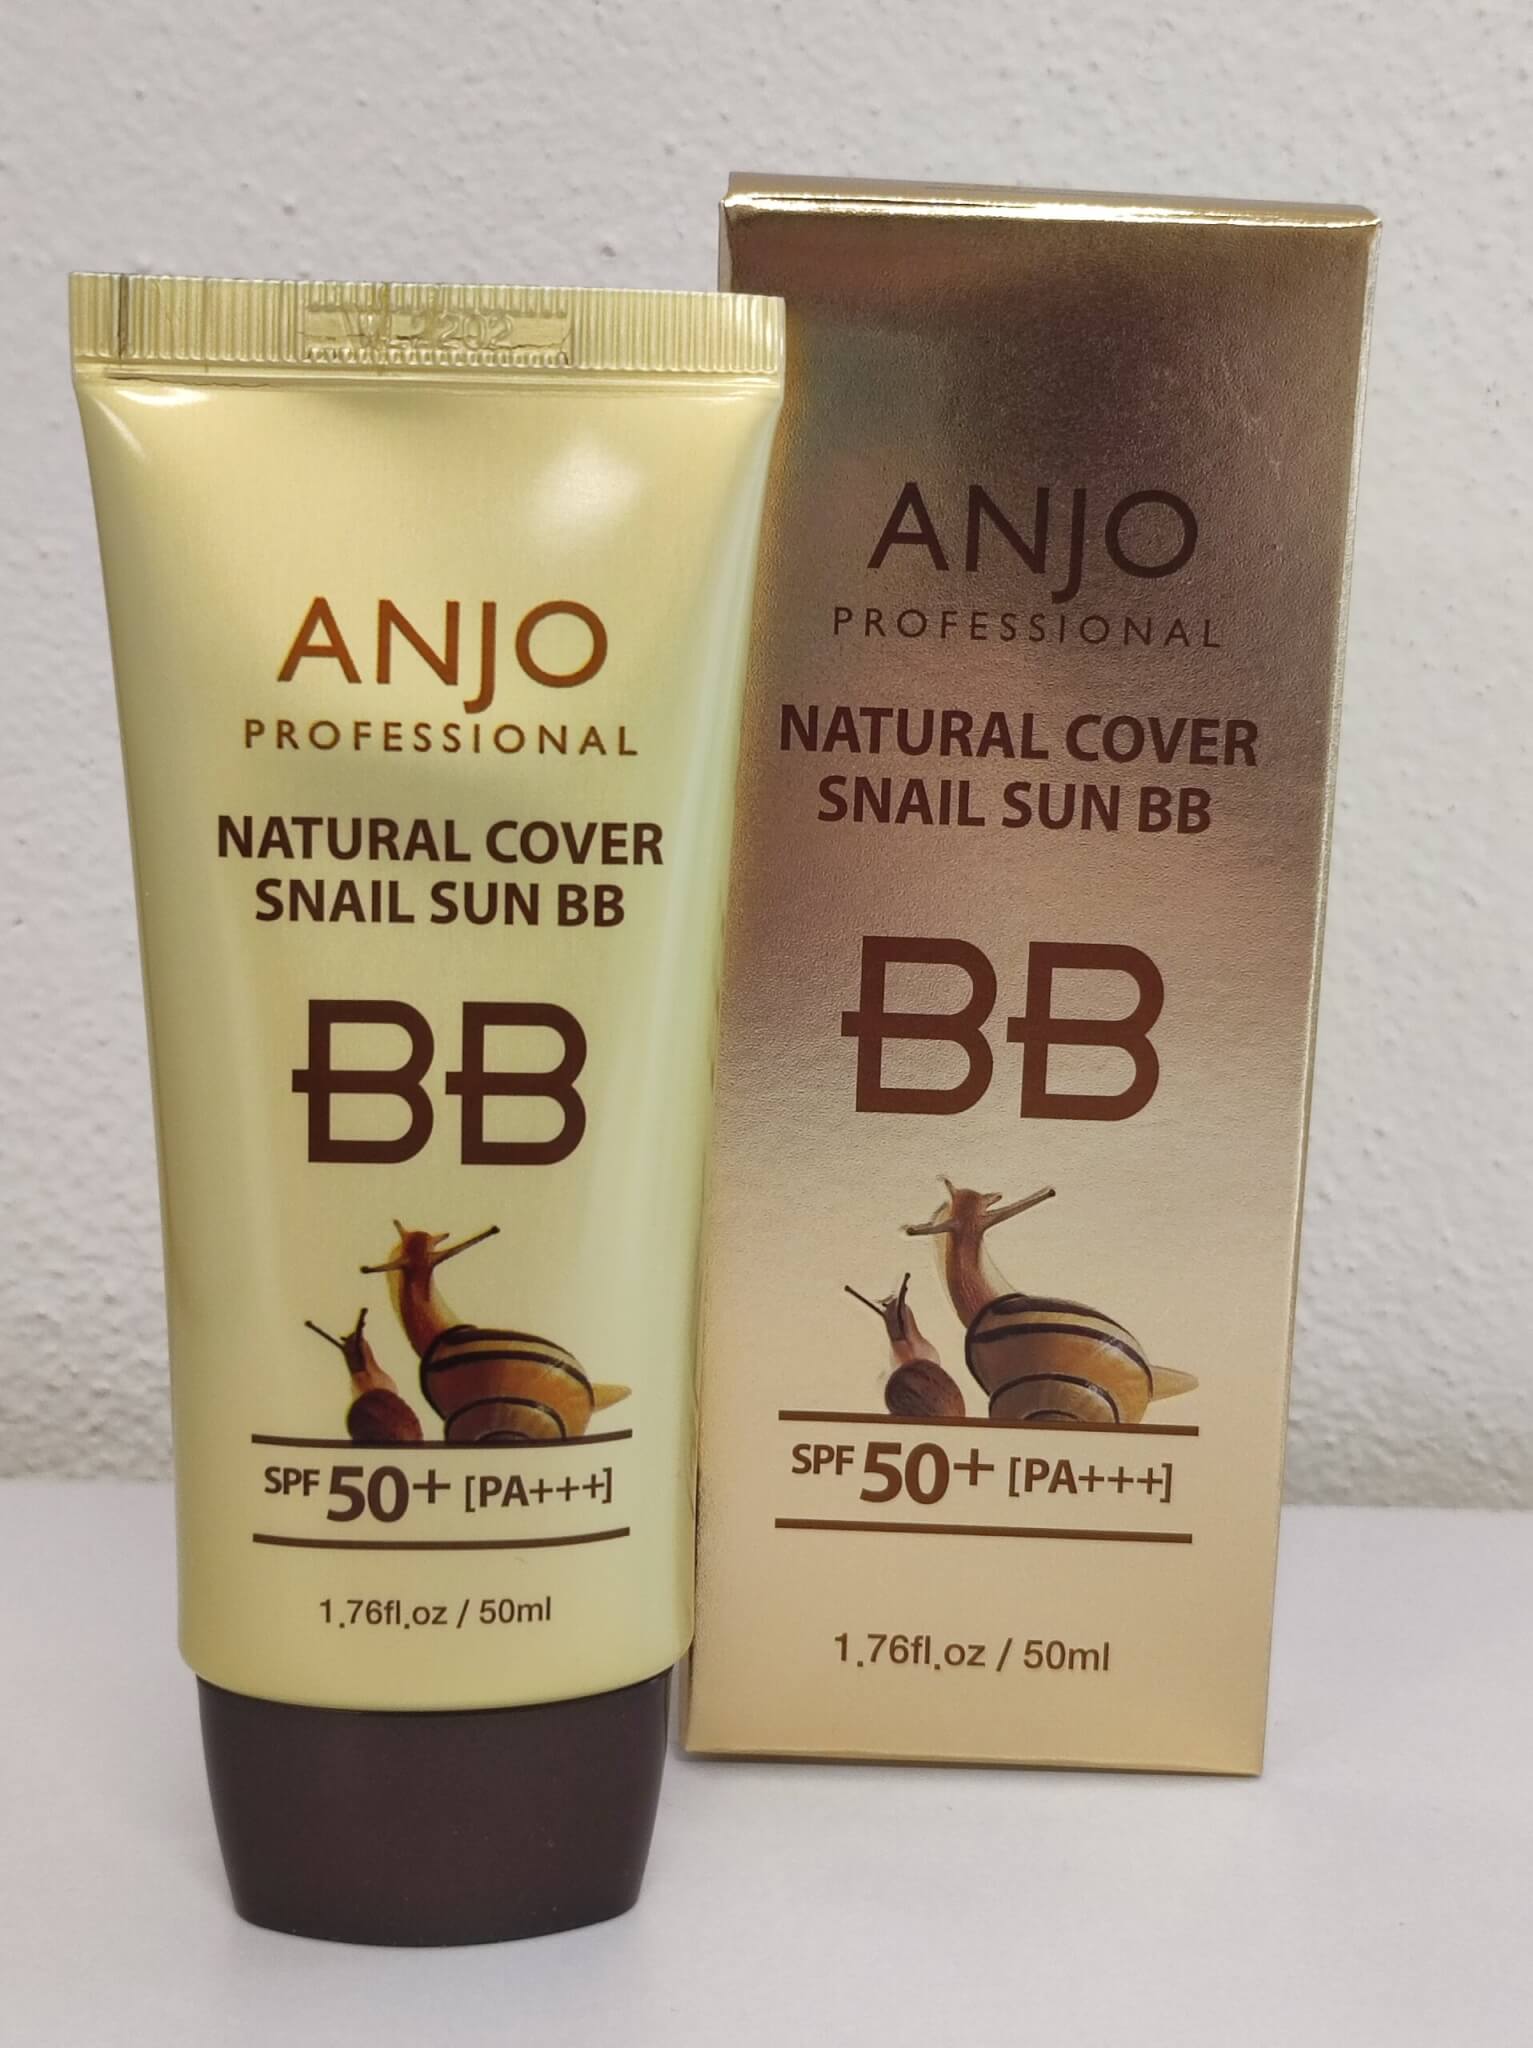 ANJO
PROFESSIONAL
NATURAL COVER
SNAIL SUN BB
BB
SPF 50+ [PA+++]
1.76fl.oz / 50ml
ANJO
PROFESSIONAL
NATURAL COVER
SNAIL SUN BB
BB
SPF 50+ [PA+++]
1.76fl.oz / 50ml